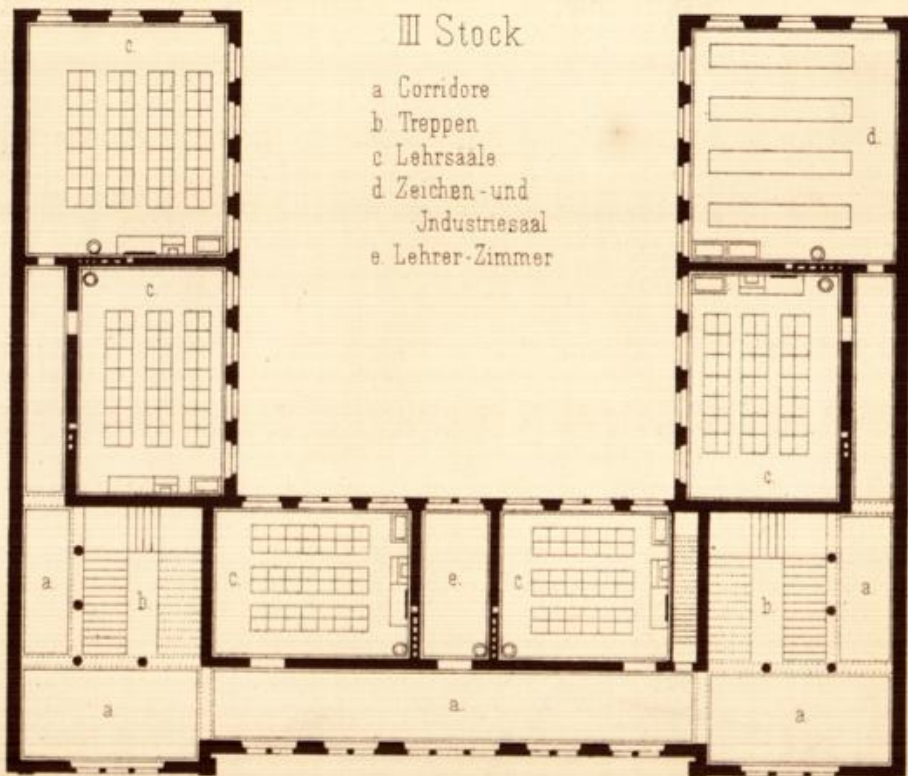 III Stock
a Corridore
b Treppen
c Lehrsaale
d. Zeichen-und
Jndustriesaal
e. Lehrer-Zimmer
c.
d.
c.
c.
a
b
c.
e.
c.
b
a
a
a.
a